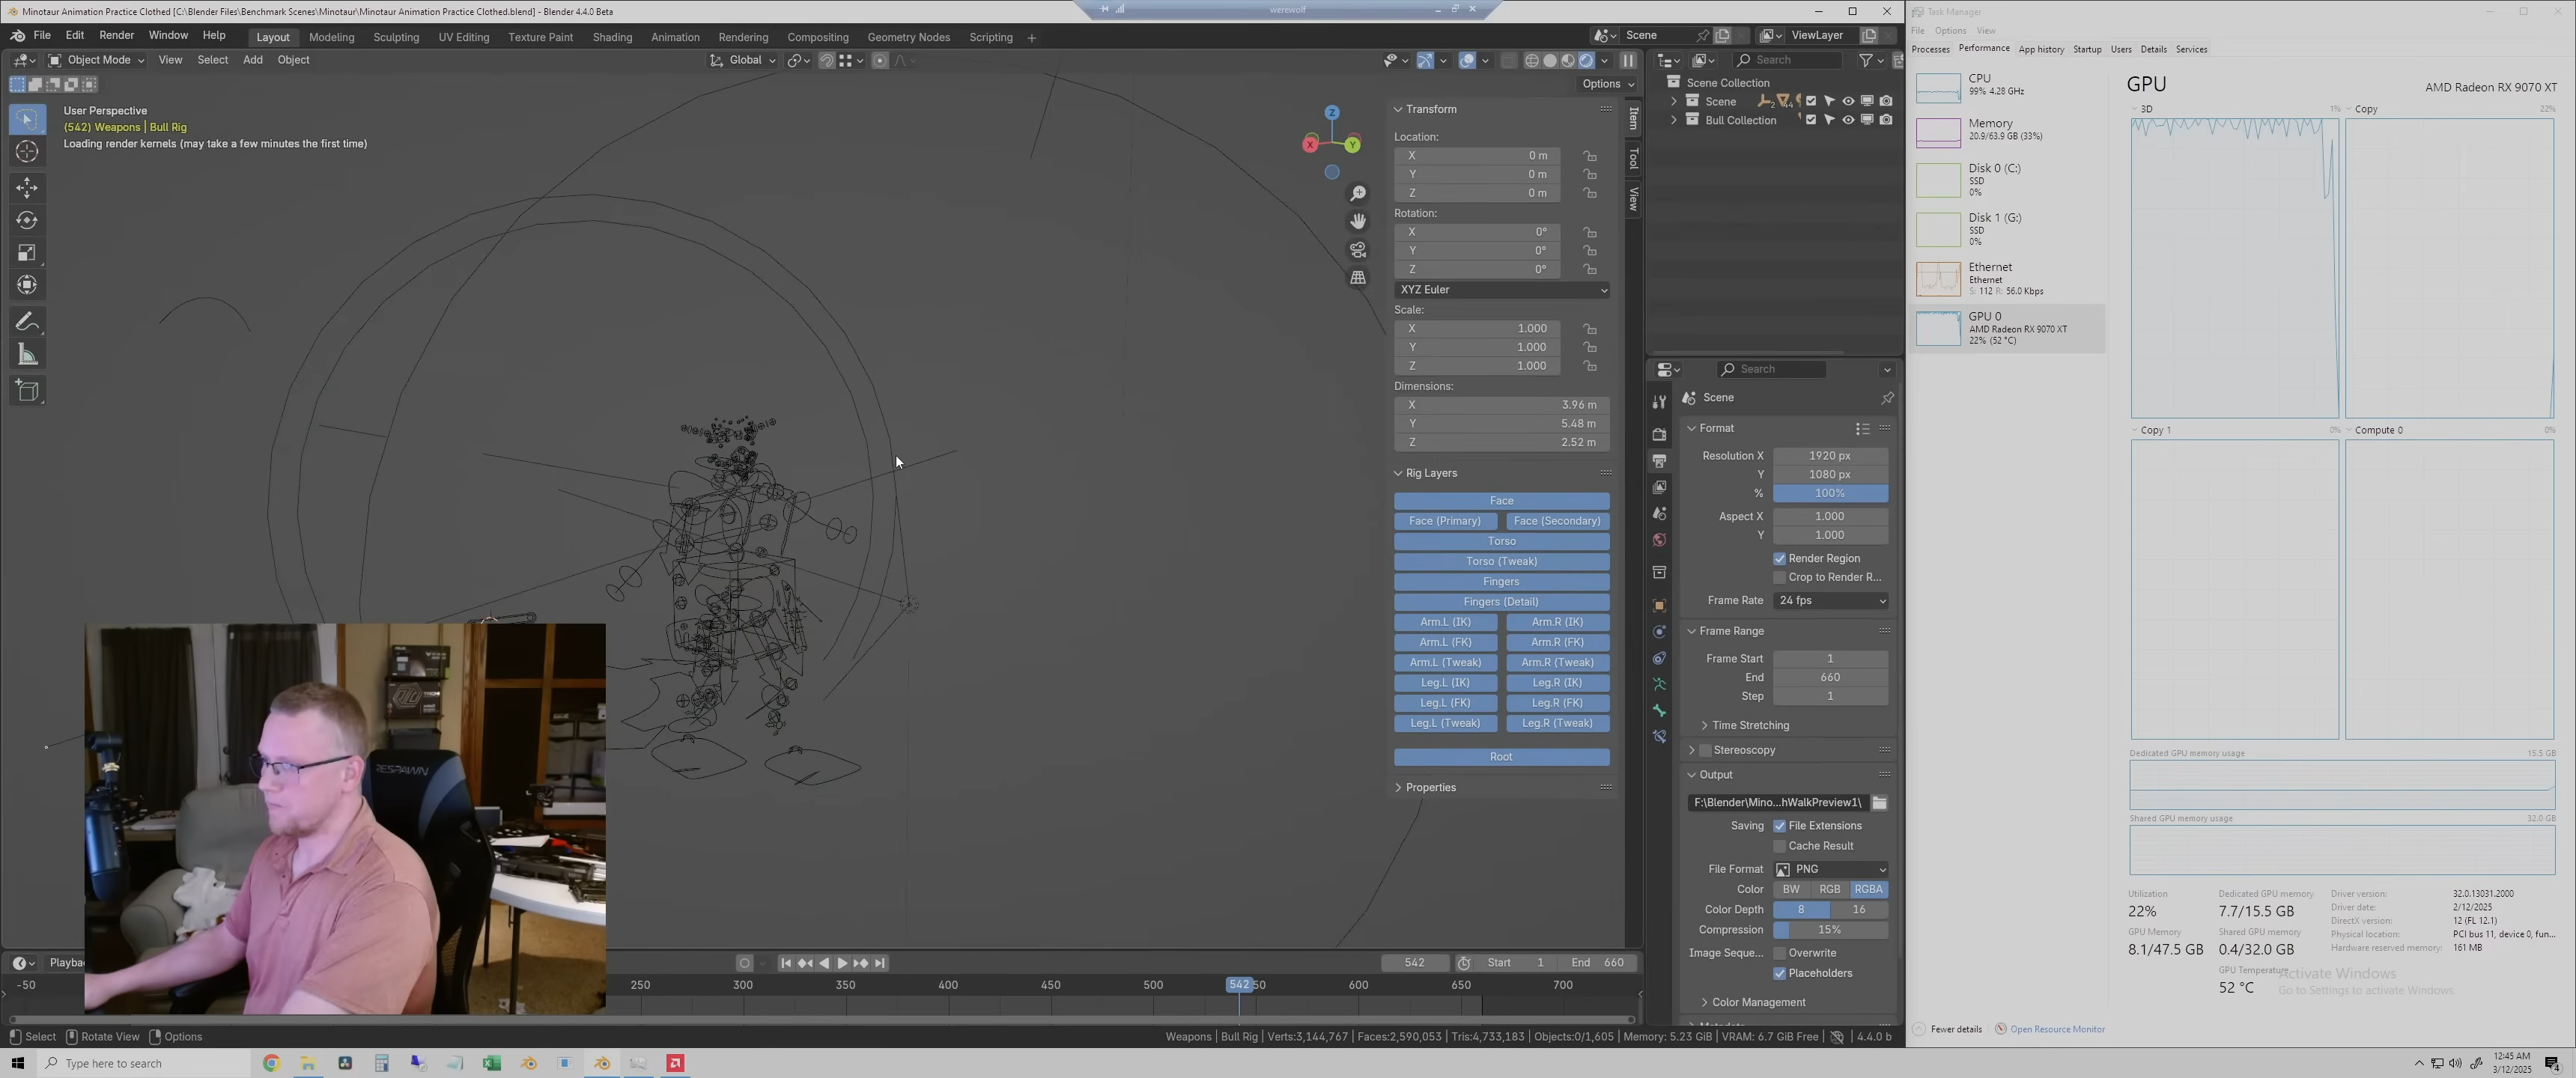 Minotaur Animation Practice Clothed [C:\Blender Files\Benchmark Scenes\Minotaur\Minotaur Animation Practice Clothed.blend] - Blender 4.4.0 Beta
werewolf
File Edit Render Window Help
Layout Modeling Sculpting UV Editing Texture Paint Shading Animation Rendering Compositing Geometry Nodes Scripting +
Scene
ViewLayer
Object Mode View Select Add Object
Global
Options
User Perspective
(542) Weapons | Bull Rig
Loading render kernels (may take a few minutes the first time)
Z
X
Y
Item
Tool
View
Transform
Location:
X 0 m
Y 0 m
Z 0 m
Rotation:
X 0°
Y 0°
Z 0°
XYZ Euler
Scale:
X 1.000
Y 1.000
Z 1.000
Dimensions:
X 3.96 m
Y 5.48 m
Z 2.52 m
Rig Layers
Face
Face (Primary) Face (Secondary)
Torso
Torso (Tweak)
Fingers
Fingers (Detail)
Arm.L (IK) Arm.R (IK)
Arm.L (FK) Arm.R (FK)
Arm.L (Tweak) Arm.R (Tweak)
Leg.L (IK) Leg.R (IK)
Leg.L (FK) Leg.R (FK)
Leg.L (Tweak) Leg.R (Tweak)
Root
Properties
Search
Scene Collection
Scene
Bull Collection
Search
Scene
Format
Resolution X 1920 px
Y 1080 px
% 100%
Aspect X 1.000
Y 1.000
Render Region
Crop to Render R...
Frame Rate 24 fps
Frame Range
Frame Start 1
End 660
Step 1
Time Stretching
Stereoscopy
Output
F:\Blender\Mino...hWalkPreview1\
Saving File Extensions
Cache Result
File Format PNG
Color BW RGB RGBA
Color Depth 8 16
Compression 15%
Image Seque... Overwrite
Placeholders
Color Management
RESPAWN
Playba
542 Start 1 End 660
-50 250 300 350 400 450 500 542 50 600 650 700
Select Rotate View Options
Weapons | Bull Rig | Verts:3,144,767 | Faces:2,590,053 | Tris:4,733,183 | Objects:0/1,605 | Memory: 5.23 GiB | VRAM: 6.7 GiB Free | 4.4.0 b
Type here to search
Task Manager
File Options View
Processes Performance App history Startup Users Details Services
CPU
99% 4.28 GHz
Memory
20.9/63.9 GB (33%)
Disk 0 (C:)
SSD
0%
Disk 1 (G:)
SSD
0%
Ethernet
Ethernet
S: 112 R: 56.0 Kbps
GPU 0
AMD Radeon RX 9070 XT
22% (52 °C)
GPU
AMD Radeon RX 9070 XT
3D 1% Copy 22%
Copy 1 0% Compute 0 0%
Dedicated GPU memory usage 15.5 GB
Shared GPU memory usage 32.0 GB
Utilization
22%
GPU Memory
8.1/47.5 GB
Dedicated GPU memory
7.7/15.5 GB
Shared GPU memory
0.4/32.0 GB
GPU Temperature
52 °C
Driver version: 32.0.13031.2000
Driver date: 2/12/2025
DirectX version: 12 (FL 12.1)
Physical location: PCI bus 11, device 0, fun...
Hardware reserved memory: 161 MB
Activate Windows
Go to Settings to activate Windows.
Fewer details Open Resource Monitor
12:45 AM
3/12/2025